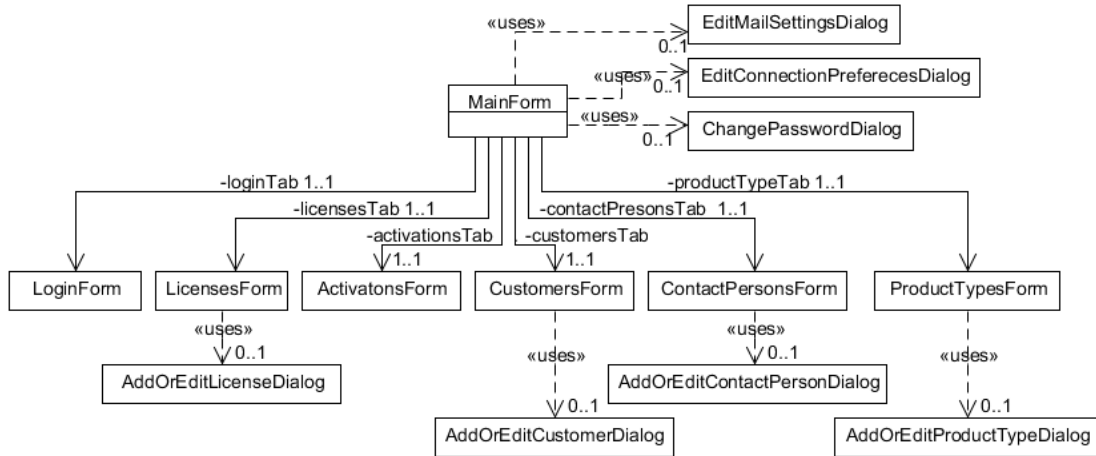 «uses»
EditMailSettingsDialog
0..1
«uses»
EditConnectionPreferecesDialog
0..1
MainForm
«uses»
ChangePasswordDialog
0..1
-loginTab 1..1
-productTypeTab 1..1
-licensesTab 1..1
-contactPresonsTab 1..1
-activationsTab
-customersTab
1..1
1..1
LoginForm
LicensesForm
ActivatonsForm
CustomersForm
ContactPersonsForm
ProductTypesForm
«uses»
0..1
«uses»
«uses»
0..1
«uses»
AddOrEditLicenseDialog
AddOrEditContactPersonDialog
0..1
0..1
AddOrEditCustomerDialog
AddOrEditProductTypeDialog